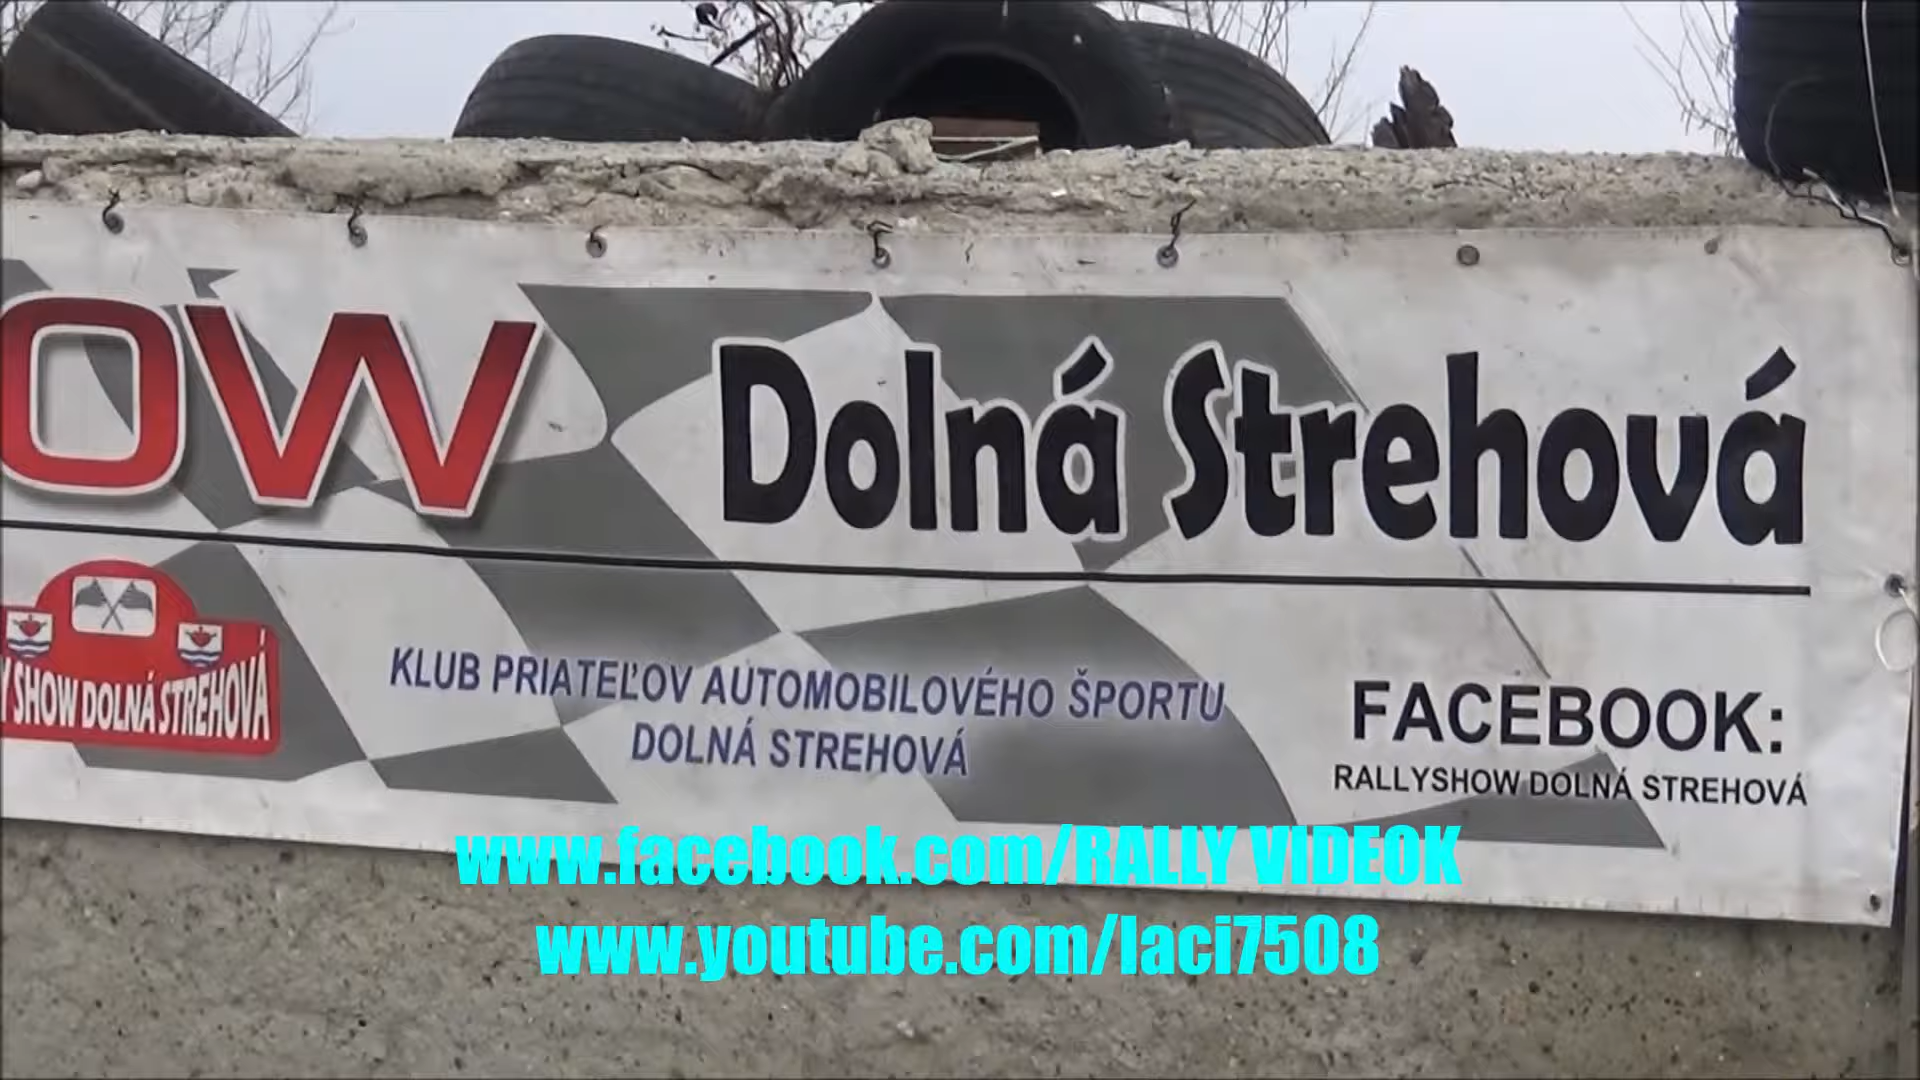 OW
Dolná Strehová
Y SHOW DOLNÁ STREHOVÁ
KLUB PRIATEĽOV AUTOMOBILOVÉHO ŠPORTU
DOLNÁ STREHOVÁ
FACEBOOK:
RALLYSHOW DOLNÁ STREHOVÁ
www.facebook.com/RALLY VIDEOK
www.youtube.com/laci7508